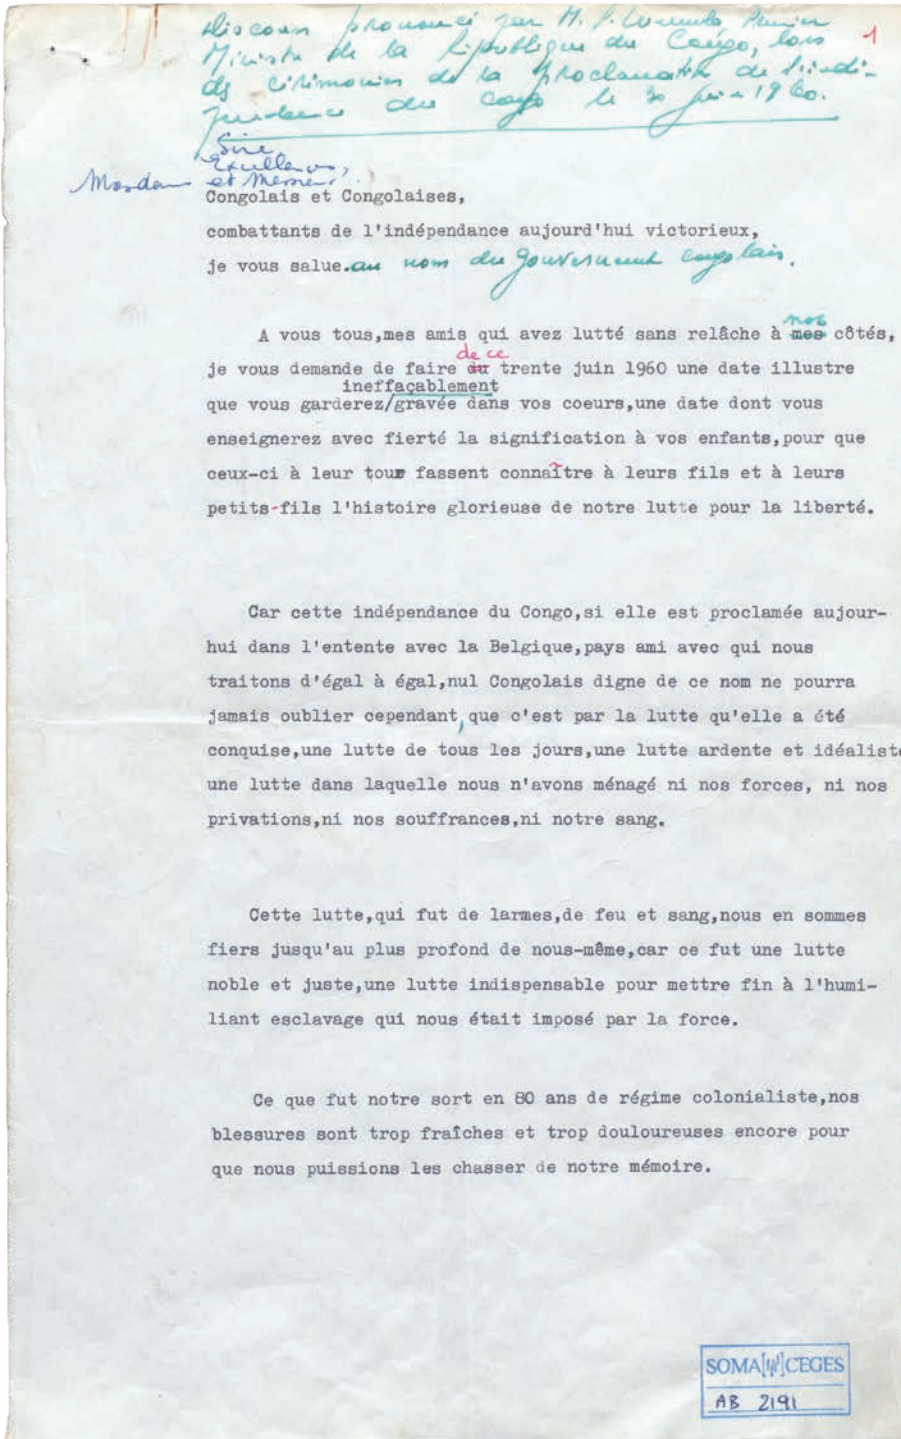 Discours prononcé par M. P. Lumumba Premier
Ministre de la République du Congo, lors
des cérémonies de la proclamation de l'indé-
pendance du Congo le 30 juin 1960.
1
Sire
Excellences,
Mesdames et Messieurs.
Congolais et Congolaises,
combattants de l'indépendance aujourd'hui victorieux,
je vous salue.au nom du gouvernement congolais.
A vous tous,mes amis qui avez lutté sans relâche à mes nos côtés,
je vous demande de faire du de ce trente juin 1960 une date illustre
ineffaçablement
que vous garderez/gravée dans vos coeurs,une date dont vous
enseignerez avec fierté la signification à vos enfants,pour que
ceux-ci à leur tour fassent connaître à leurs fils et à leurs
petits-fils l'histoire glorieuse de notre lutte pour la liberté.
Car cette indépendance du Congo,si elle est proclamée aujour-
hui dans l'entente avec la Belgique,pays ami avec qui nous
traitons d'égal à égal,nul Congolais digne de ce nom ne pourra
jamais oublier cependant,que c'est par la lutte qu'elle a été
conquise,une lutte de tous les jours,une lutte ardente et idéaliste
une lutte dans laquelle nous n'avons ménagé ni nos forces, ni nos
privations,ni nos souffrances,ni notre sang.
Cette lutte,qui fut de larmes,de feu et sang,nous en sommes
fiers jusqu'au plus profond de nous-même,car ce fut une lutte
noble et juste,une lutte indispensable pour mettre fin à l'humi-
liant esclavage qui nous était imposé par la force.
Ce que fut notre sort en 80 ans de régime colonialiste,nos
blessures sont trop fraîches et trop douloureuses encore pour
que nous puissions les chasser de notre mémoire.
SOMA CEGES
AB 2191